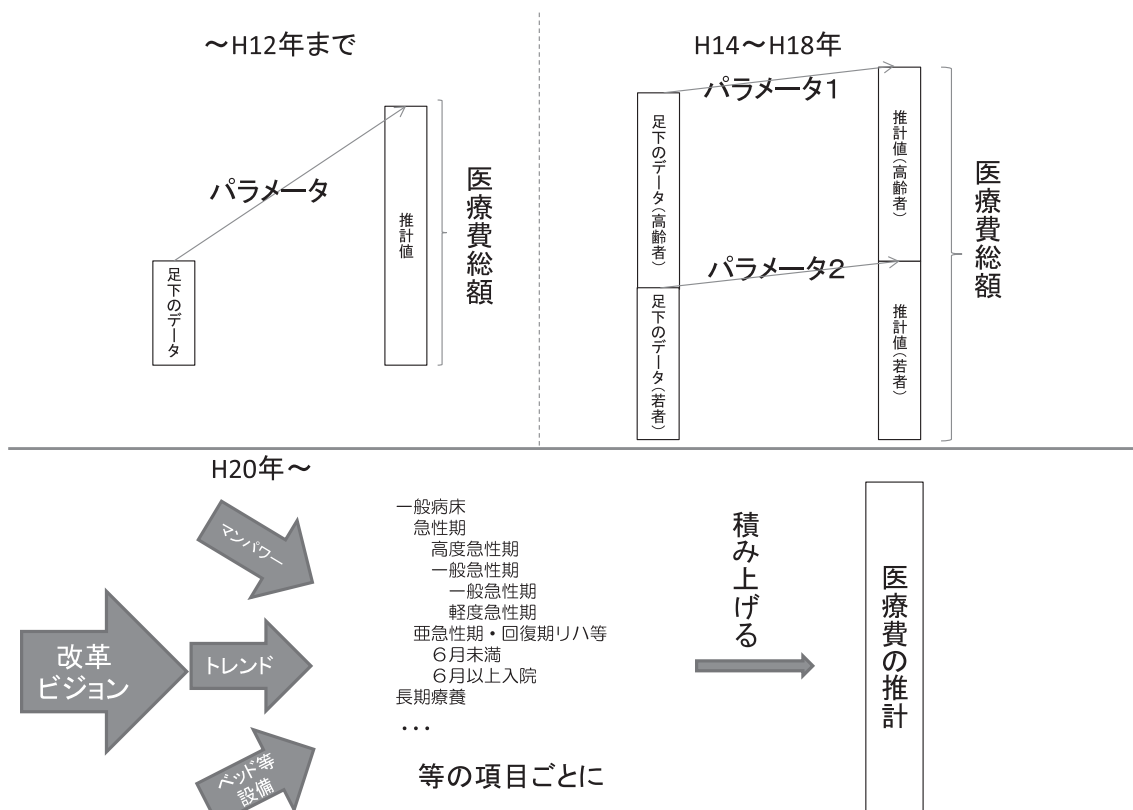 ～H12年まで
パラメータ
足下のデータ
推計値
医療費総額
H14～H18年
パラメータ1
足下のデータ（高齢者）
推計値（高齢者）
パラメータ2
足下のデータ（若者）
推計値（若者）
医療費総額
H20年～
改革
ビジョン
マンパワー
トレンド
ベッド等
設備
一般病床
急性期
高度急性期
一般急性期
一般急性期
軽度急性期
亜急性期・回復期リハ等
６月未満
６月以上入院
長期療養
・・・
等の項目ごとに
積み上げる
医療費の推計